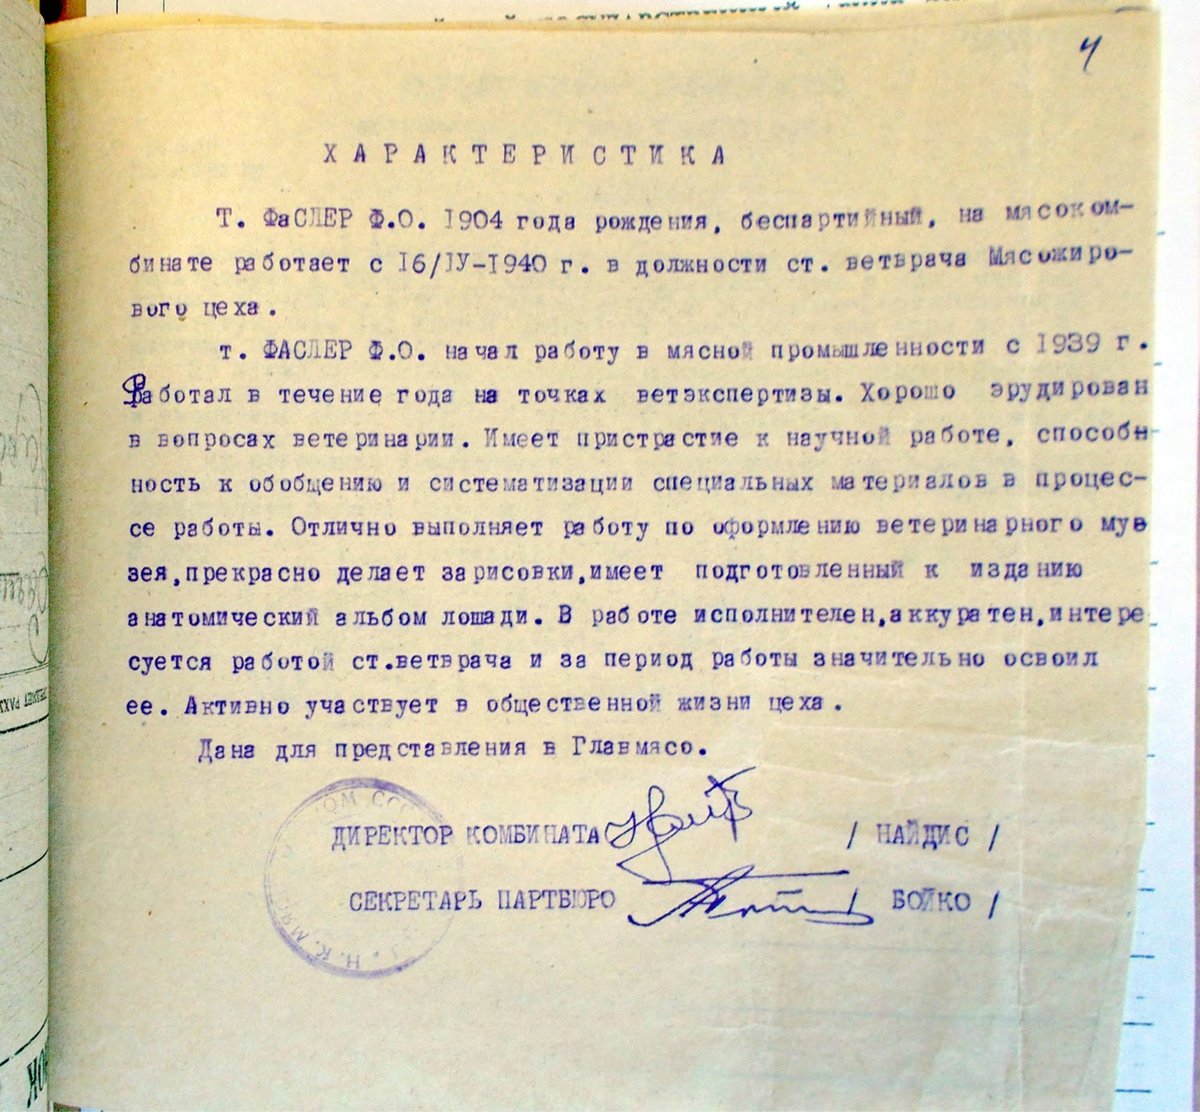 4
ХАРАКТЕРИСТИКА
Т. ФаСЛЕР Ф.О. 1904 года рождения, беспартийный, на мясоком-
бинате работает с 16/1У-1940 г. в должности ст. ветврача Мясожиро-
вого цеха.
т. ФАСЛЕР Ф.О. начал работу в мясной промышленности с 1939 г.
Работал в течение года на точках ветэкспертизы. Хорошо эрудирован
в вопросах ветеринарии. Имеет пристрастие к научной работе, способн-
ность к обобщению и систематизации специальных материалов в процес-
се работы. Отлично выполняет работу по оформлению ветеринарного му-
зея,прекрасно делает зарисовки,имеет подготовленный к изданию
анатомический альбом лошади. В работе исполнителен,аккуратен,интере
суется работой ст.ветврача и за период работы значительно освоил
ее. Активно участвует в общественной жизни цеха.
Дана для представления в Главмясо.
ДИРЕКТОР КОМБИНАТА / НАЙДИС /
СЕКРЕТАРЬ ПАРТБЮРО / БОЙКО /